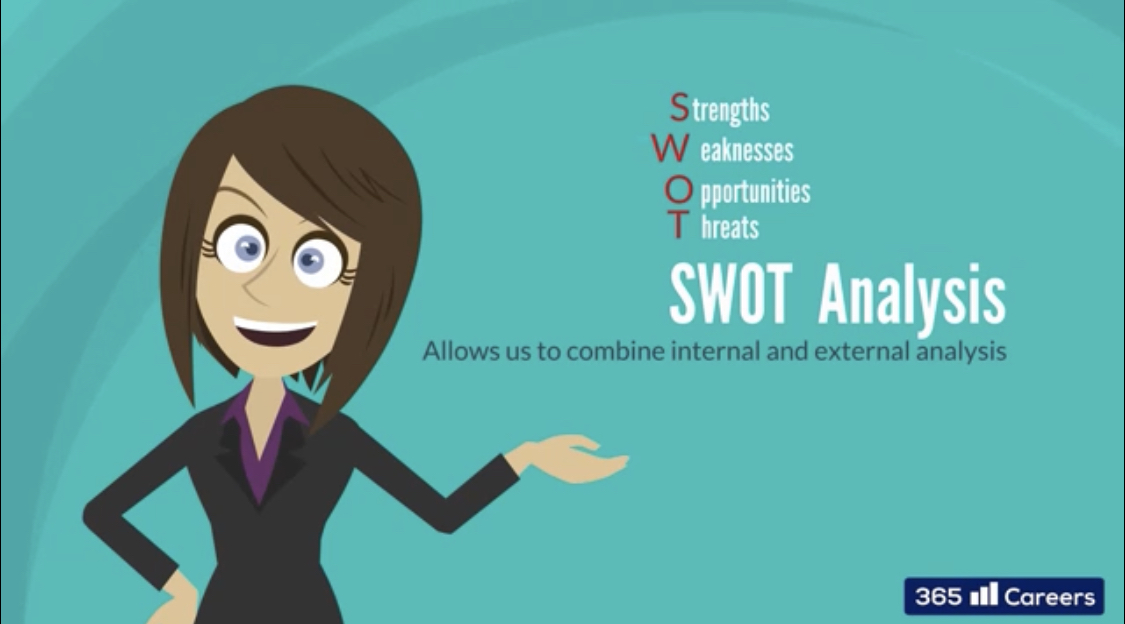 Strengths
Weaknesses
Opportunities
Threats
SWOT Analysis
Allows us to combine internal and external analysis
365 Careers